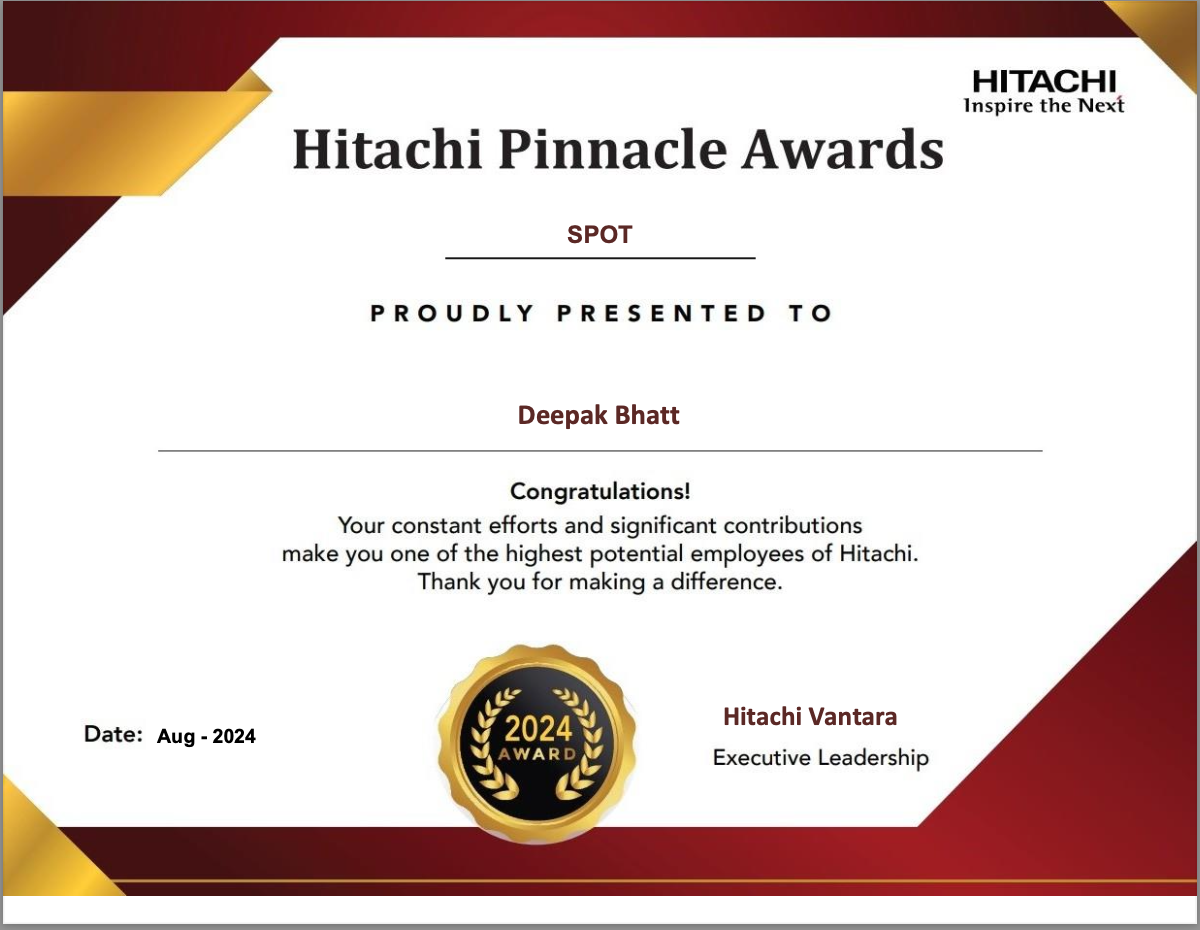 HITACHI
Inspire the Next
Hitachi Pinnacle Awards
SPOT
PROUDLY PRESENTED TO
Deepak Bhatt
Congratulations!
Your constant efforts and significant contributions
make you one of the highest potential employees of Hitachi.
Thank you for making a difference.
Date: Aug - 2024
2024
AWARD
Hitachi Vantara
Executive Leadership